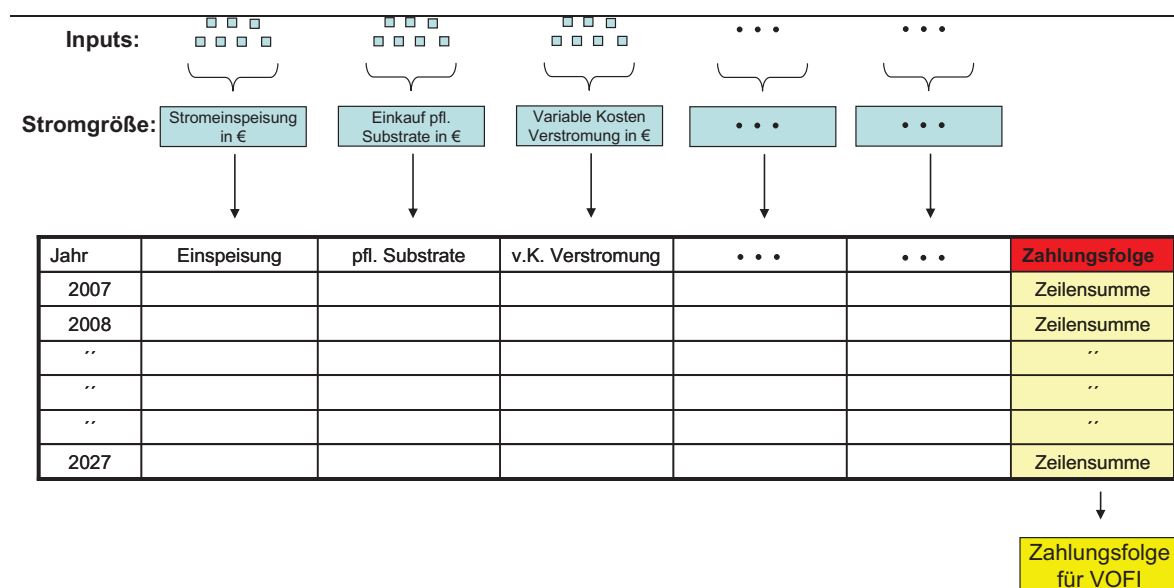 Inputs: • • • • • •
Stromgröße: Stromeinspeisung in € Einkauf pfl. Substrate in € Variable Kosten Verstromung in € • • • • • •
Jahr Einspeisung pfl. Substrate v.K. Verstromung • • • • • • Zahlungsfolge
2007 Zeilensumme
2008 Zeilensumme
´´ ´´
´´ ´´
´´ ´´
2027 Zeilensumme
Zahlungsfolge
für VOFI